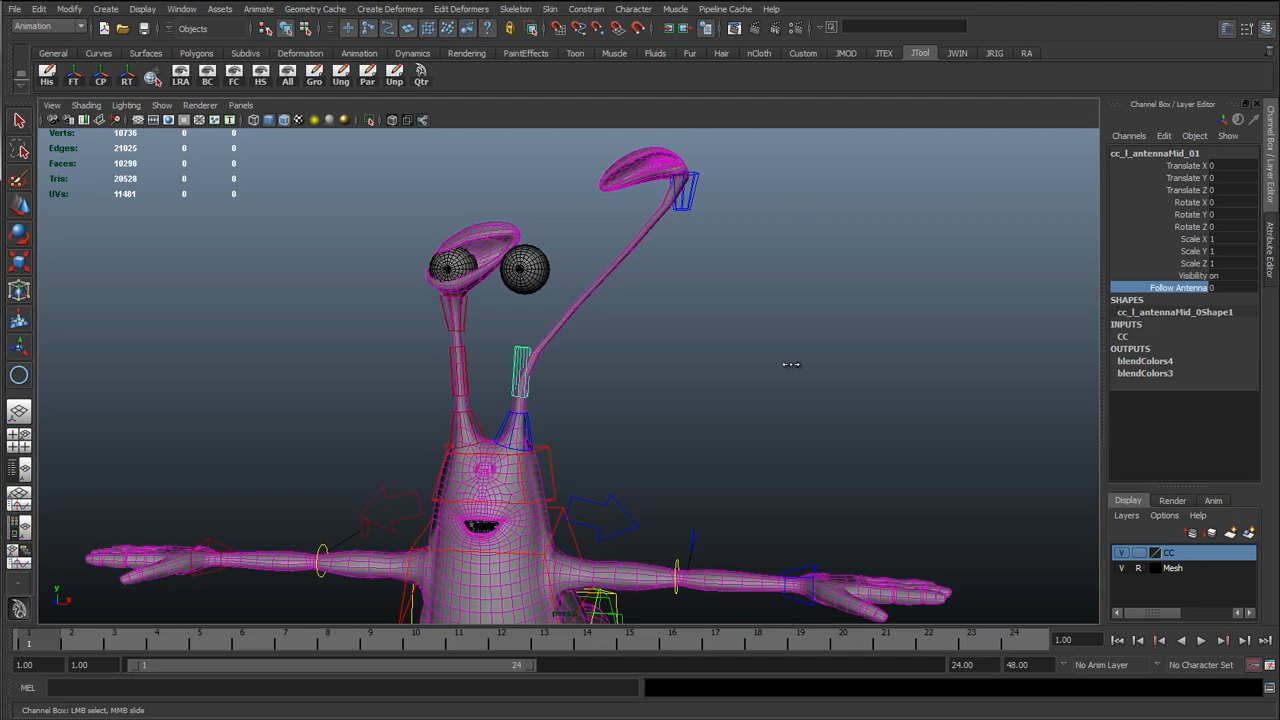 File Edit Modify Create Display Window Assets Animate Geometry Cache Create Deformers Edit Deformers Skeleton Skin Constrain Character Muscle Pipeline Cache Help
Animation Objects
General Curves Surfaces Polygons Subdivs Deformation Animation Dynamics Rendering PaintEffects Toon Muscle Fluids Fur Hair nCloth Custom JMOD JTEX JTool JWIN JRIG RA
His FT CP RT LRA BC FC HS All Gro Ung Par Unp Qtr
View Shading Lighting Show Renderer Panels
Verts: 10736 0 0
Edges: 21025 0 0
Faces: 10298 0 0
Tris: 20528 0 0
UVs: 11481 0 0
persp
y
x
Channel Box / Layer Editor
Channels Edit Object Show
cc_l_antennaMid_01
Translate X 0
Translate Y 0
Translate Z 0
Rotate X 0
Rotate Y 0
Rotate Z 0
Scale X 1
Scale Y 1
Scale Z 1
Visibility on
Follow Antenna 0
SHAPES
cc_l_antennaMid_0Shape1
INPUTS
CC
OUTPUTS
blendColors4
blendColors3
Channel Box / Layer Editor
Attribute Editor
Display Render Anim
Layers Options Help
V CC
V R Mesh
1 2 3 4 5 6 7 8 9 10 11 12 13 14 15 16 17 18 19 20 21 22 23 24
1 1.00
1.00 1.00 1 24 24.00 48.00 No Anim Layer No Character Set
MEL
Channel Box: LMB select, MMB slide